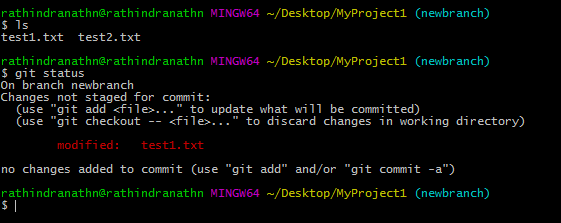 rathindranathn@rathindranathn MINGW64 ~/Desktop/MyProject1 (newbranch)
$ ls
test1.txt  test2.txt

rathindranathn@rathindranathn MINGW64 ~/Desktop/MyProject1 (newbranch)
$ git status
On branch newbranch
Changes not staged for commit:
  (use "git add <file>..." to update what will be committed)
  (use "git checkout -- <file>..." to discard changes in working directory)

        modified:   test1.txt

no changes added to commit (use "git add" and/or "git commit -a")

rathindranathn@rathindranathn MINGW64 ~/Desktop/MyProject1 (newbranch)
$